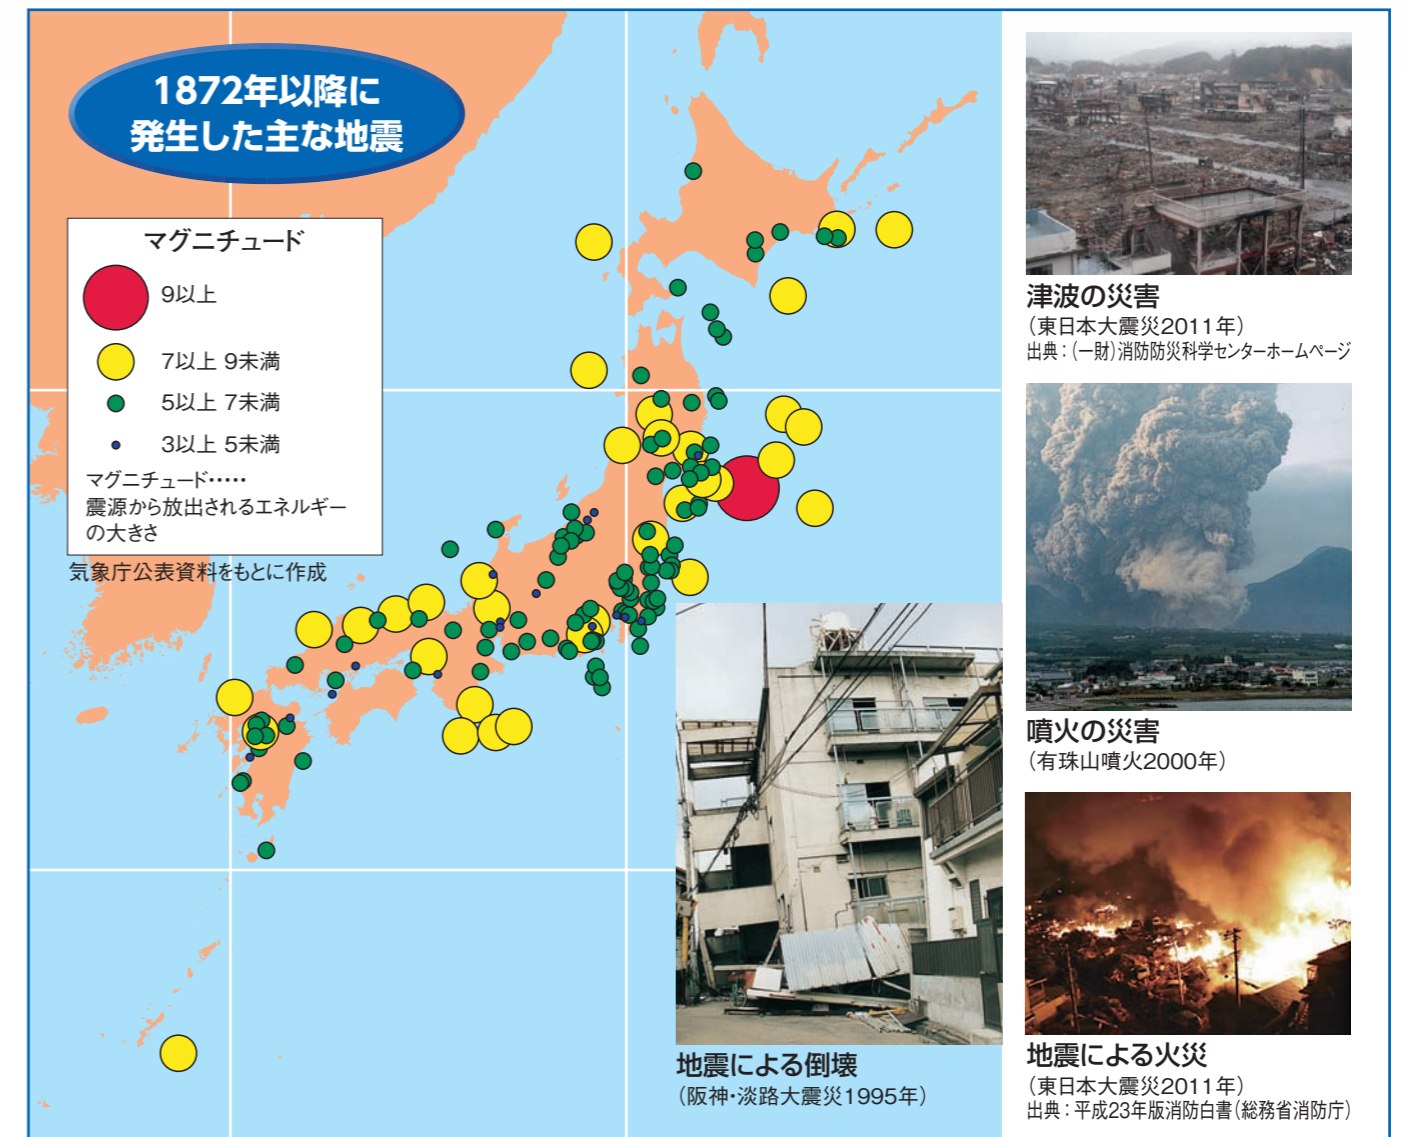 1872年以降に
発生した主な地震
マグニチュード
9以上
7以上 9未満
5以上 7未満
3以上 5未満
マグニチュード・・・・・
震源から放出されるエネルギー
の大きさ
気象庁公表資料をもとに作成
津波の災害
（東日本大震災2011年）
出典：（一財）消防防災科学センターホームページ
噴火の災害
（有珠山噴火2000年）
地震による倒壊
（阪神・淡路大震災1995年）
地震による火災
（東日本大震災2011年）
出典：平成23年版消防白書（総務省消防庁）